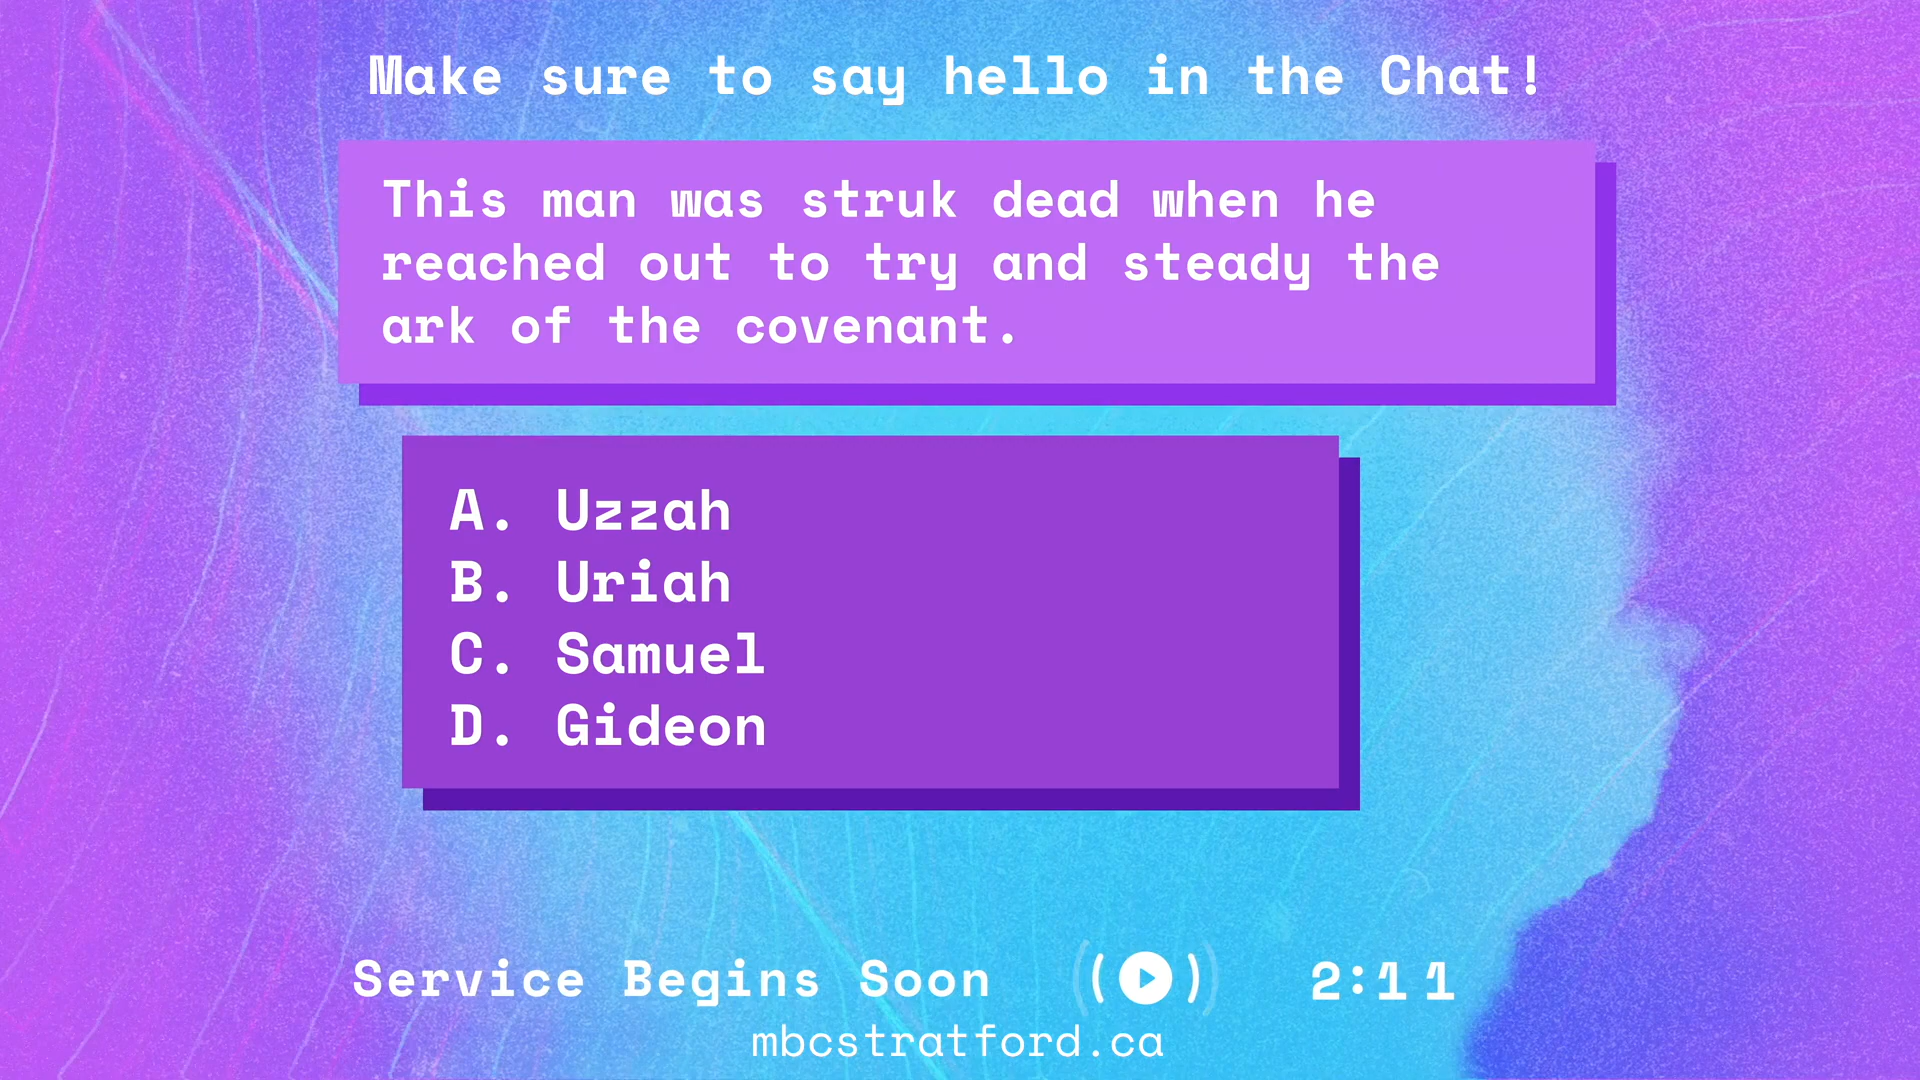 Make sure to say hello in the Chat!
This man was struk dead when he
reached out to try and steady the
ark of the covenant.
A. Uzzah
B. Uriah
C. Samuel
D. Gideon
Service Begins Soon 2:11
mbcstratford.ca